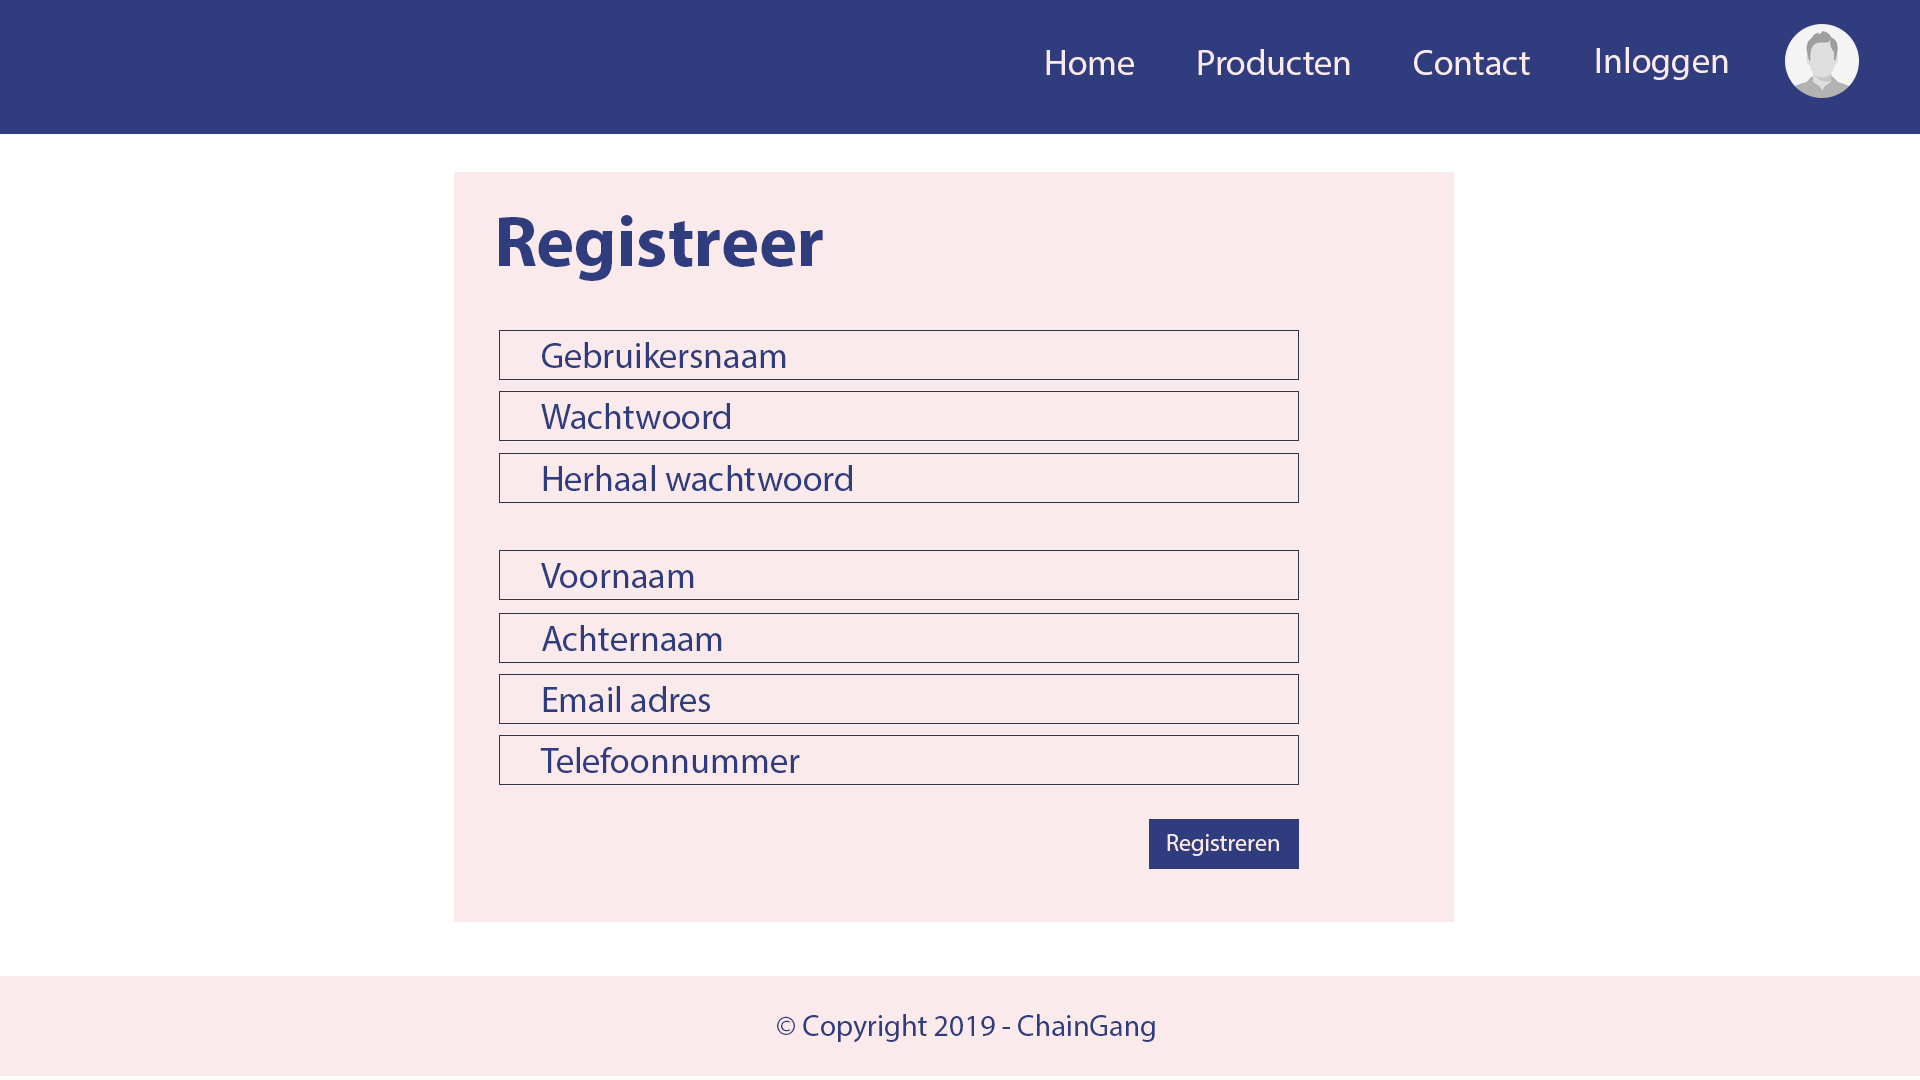 Home Producten Contact Inloggen
Registreer
Gebruikersnaam
Wachtwoord
Herhaal wachtwoord
Voornaam
Achternaam
Email adres
Telefoonnummer
Registreren
© Copyright 2019 - ChainGang